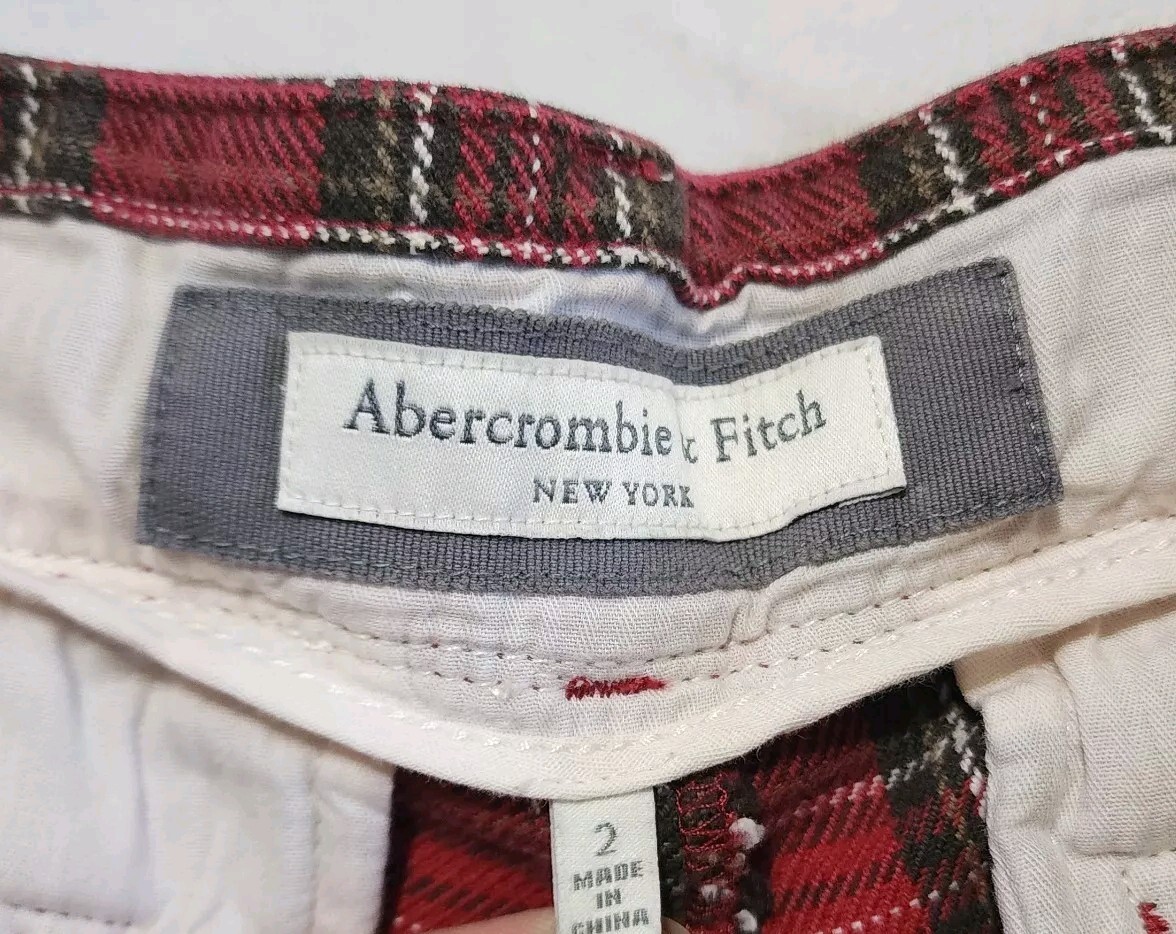 Abercrombie & Fitch
NEW YORK
2
MADE
IN
CHINA